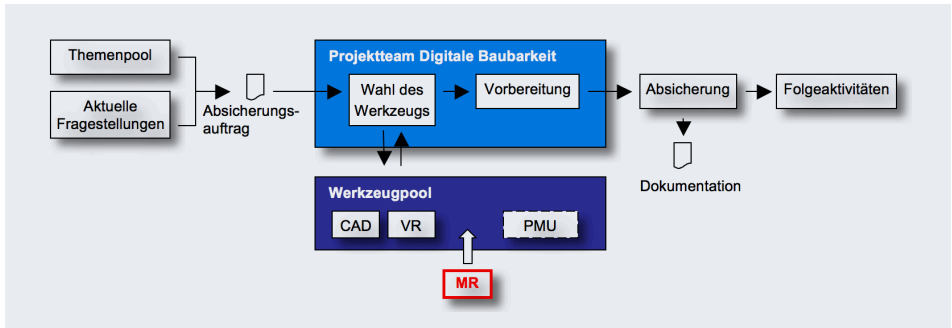 Themenpool
Aktuelle
Fragestellungen
Absicherungs-
auftrag
Projektteam Digitale Baubarkeit
Wahl des
Werkzeugs
Vorbereitung
Absicherung
Folgeaktivitäten
Dokumentation
Werkzeugpool
CAD
VR
PMU
MR